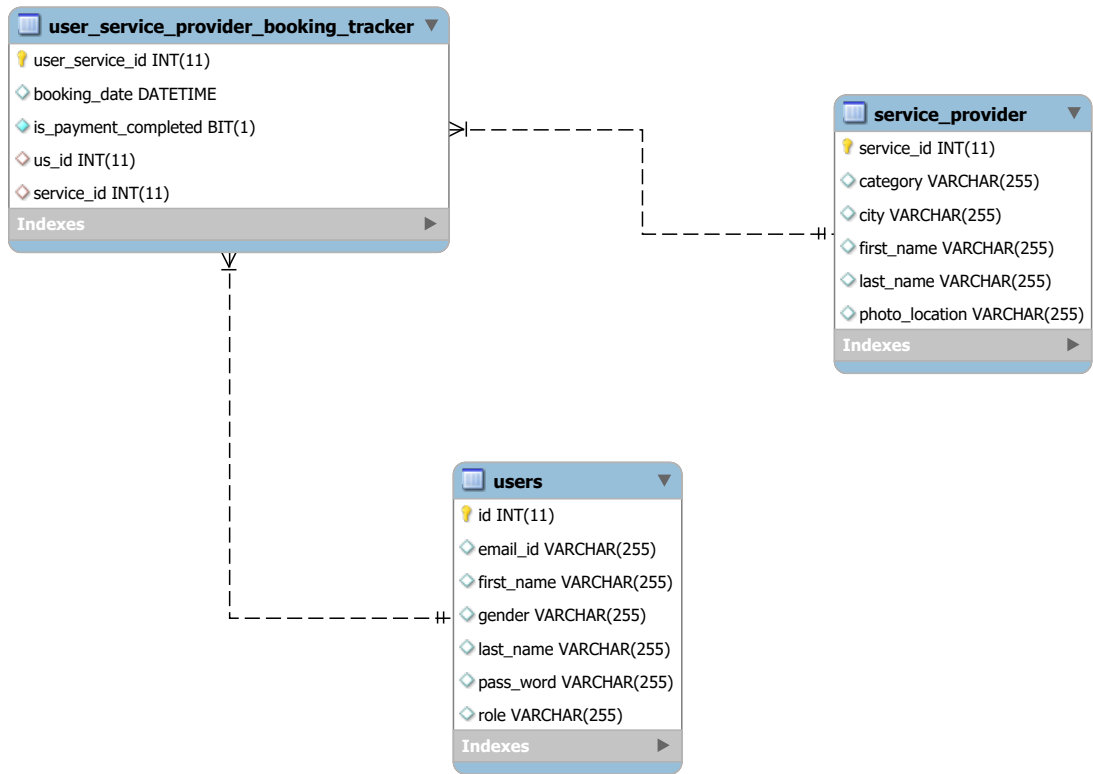 user_service_provider_booking_tracker
user_service_id INT(11)
booking_date DATETIME
is_payment_completed BIT(1)
us_id INT(11)
service_id INT(11)
Indexes
service_provider
service_id INT(11)
category VARCHAR(255)
city VARCHAR(255)
first_name VARCHAR(255)
last_name VARCHAR(255)
photo_location VARCHAR(255)
Indexes
users
id INT(11)
email_id VARCHAR(255)
first_name VARCHAR(255)
gender VARCHAR(255)
last_name VARCHAR(255)
pass_word VARCHAR(255)
role VARCHAR(255)
Indexes